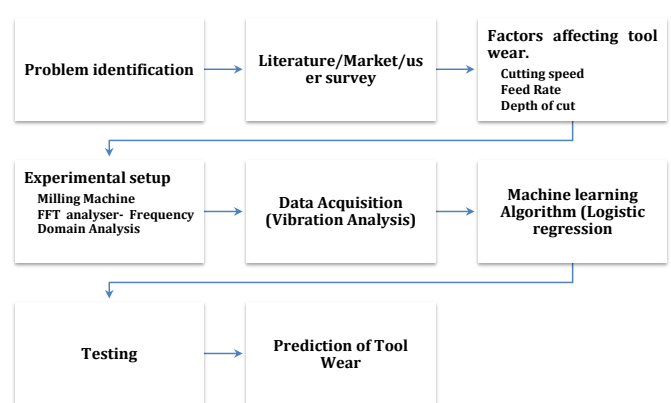 Problem identification
Literature/Market/us
er survey
Factors affecting tool
wear.
Cutting speed
Feed Rate
Depth of cut
Experimental setup
Milling Machine
FFT analyser- Frequency
Domain Analysis
Data Acquisition
(Vibration Analysis)
Machine learning
Algorithm (Logistic
regression
Testing
Prediction of Tool
Wear